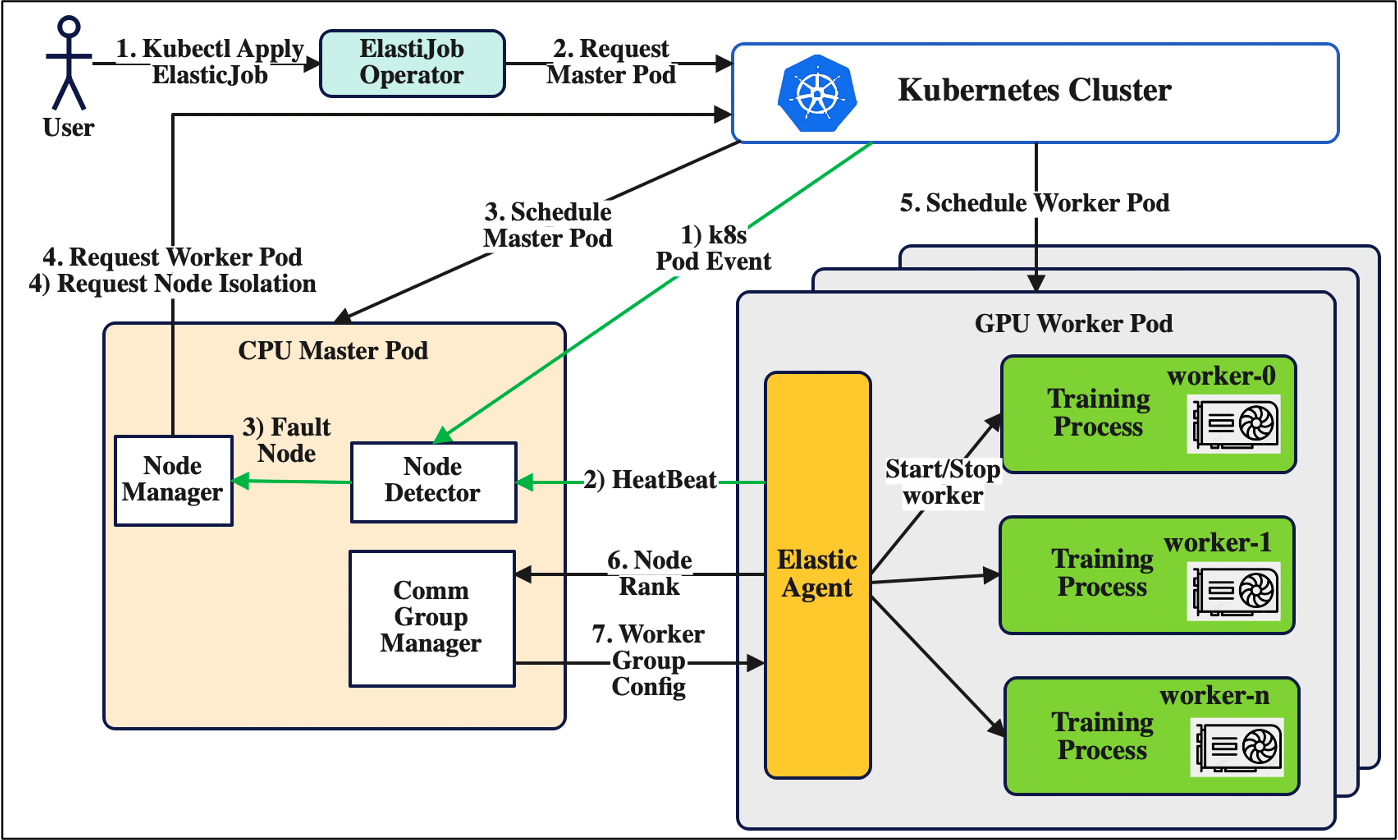 1. Kubectl Apply
ElasticJob
ElastiJob
Operator
2. Request
Master Pod
Kubernetes Cluster
User
3. Schedule
Master Pod
1) k8s
Pod Event
5. Schedule Worker Pod
4. Request Worker Pod
4) Request Node Isolation
CPU Master Pod
GPU Worker Pod
3) Fault
Node
Node
Manager
Node
Detector
2) HeatBeat
Comm
Group
Manager
6. Node
Rank
7. Worker
Group
Config
Elastic
Agent
Start/Stop
worker
worker-0
Training
Process
worker-1
Training
Process
worker-n
Training
Process